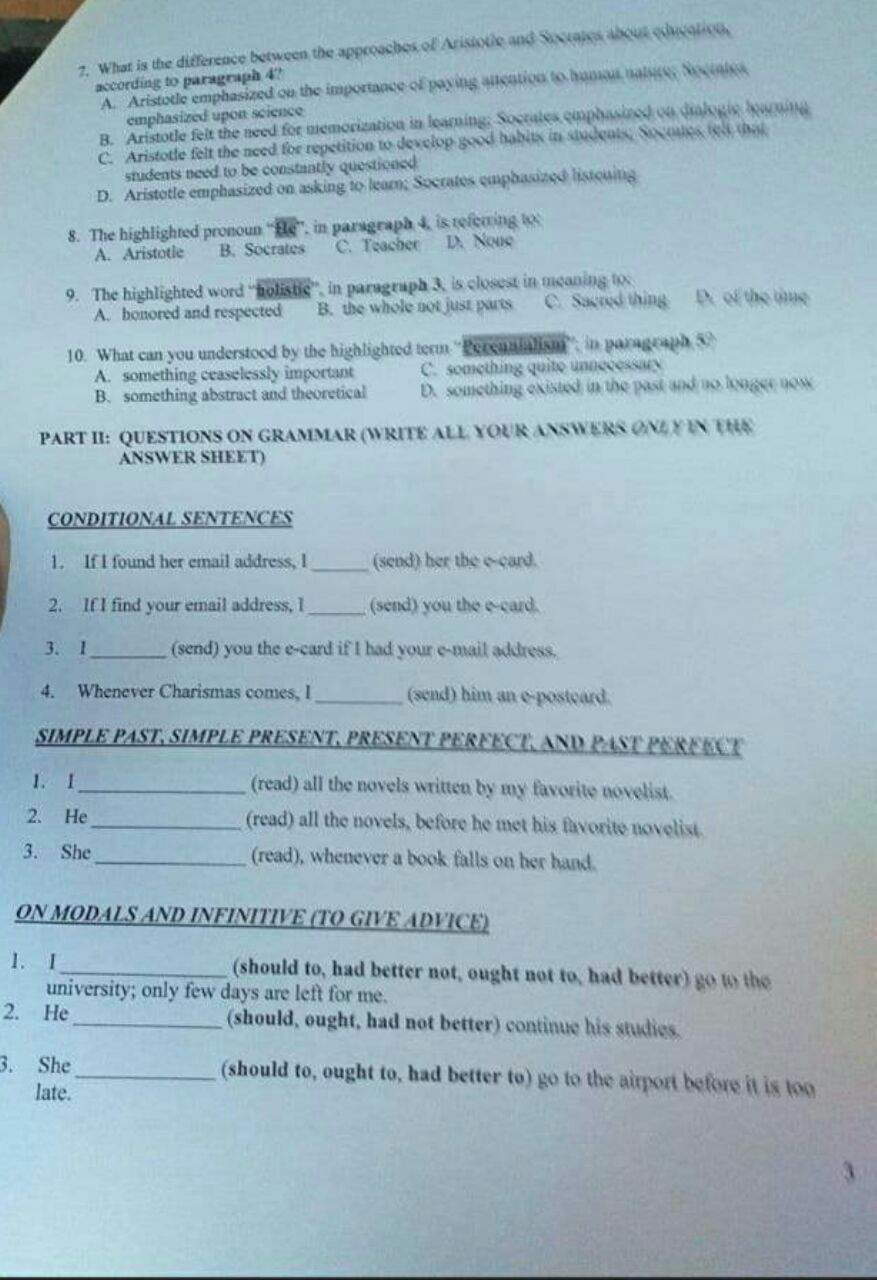 7. What is the difference between the approaches of Aristotle and Socrates about education,
according to paragraph 4?
A. Aristotle emphasized on the importance of paying attention to human nature; Socrates
emphasized upon science
B. Aristotle felt the need for memorization in learning; Socrates emphasized on dialogic learning
C. Aristotle felt the need for repetition to develop good habits in students; Socrates felt that
students need to be constantly questioned
D. Aristotle emphasized on asking to learn; Socrates emphasized listening
8. The highlighted pronoun "He", in paragraph 4, is referring to:
A. Aristotle B. Socrates C. Teacher D. None
9. The highlighted word "holistic", in paragraph 3, is closest in meaning to:
A. honored and respected B. the whole not just parts C. Sacred thing D. of the time
10. What can you understood by the highlighted term "Perennialism", in paragraph 5?
A. something ceaselessly important C. something quite unnecessary
B. something abstract and theoretical D. something existed in the past and no longer now
PART II: QUESTIONS ON GRAMMAR (WRITE ALL YOUR ANSWERS ONLY IN THE
ANSWER SHEET)
CONDITIONAL SENTENCES
1. If I found her email address, I ______ (send) her the e-card.
2. If I find your email address, I ______ (send) you the e-card.
3. I ________ (send) you the e-card if I had your e-mail address.
4. Whenever Charismas comes, I _________ (send) him an e-postcard.
SIMPLE PAST, SIMPLE PRESENT, PRESENT PERFECT, AND PAST PERFECT
1. I __________________ (read) all the novels written by my favorite novelist.
2. He ________________ (read) all the novels, before he met his favorite novelist.
3. She ________________ (read), whenever a book falls on her hand.
ON MODALS AND INFINITIVE (TO GIVE ADVICE)
1. I __________________ (should to, had better not, ought not to, had better) go to the
university; only few days are left for me.
2. He ________________ (should, ought, had not better) continue his studies.
3. She _______________ (should to, ought to, had better to) go to the airport before it is too
late.
3